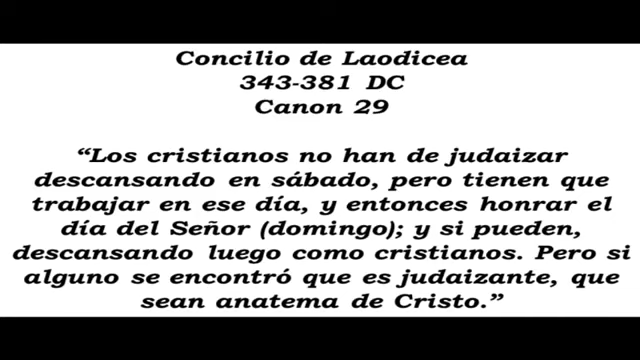 Concilio de Laodicea
343-381 DC
Canon 29
“Los cristianos no han de judaizar
descansando en sábado, pero tienen que
trabajar en ese día, y entonces honrar el
día del Señor (domingo); y si pueden,
descansando luego como cristianos. Pero si
alguno se encontró que es judaizante, que
sean anatema de Cristo.”